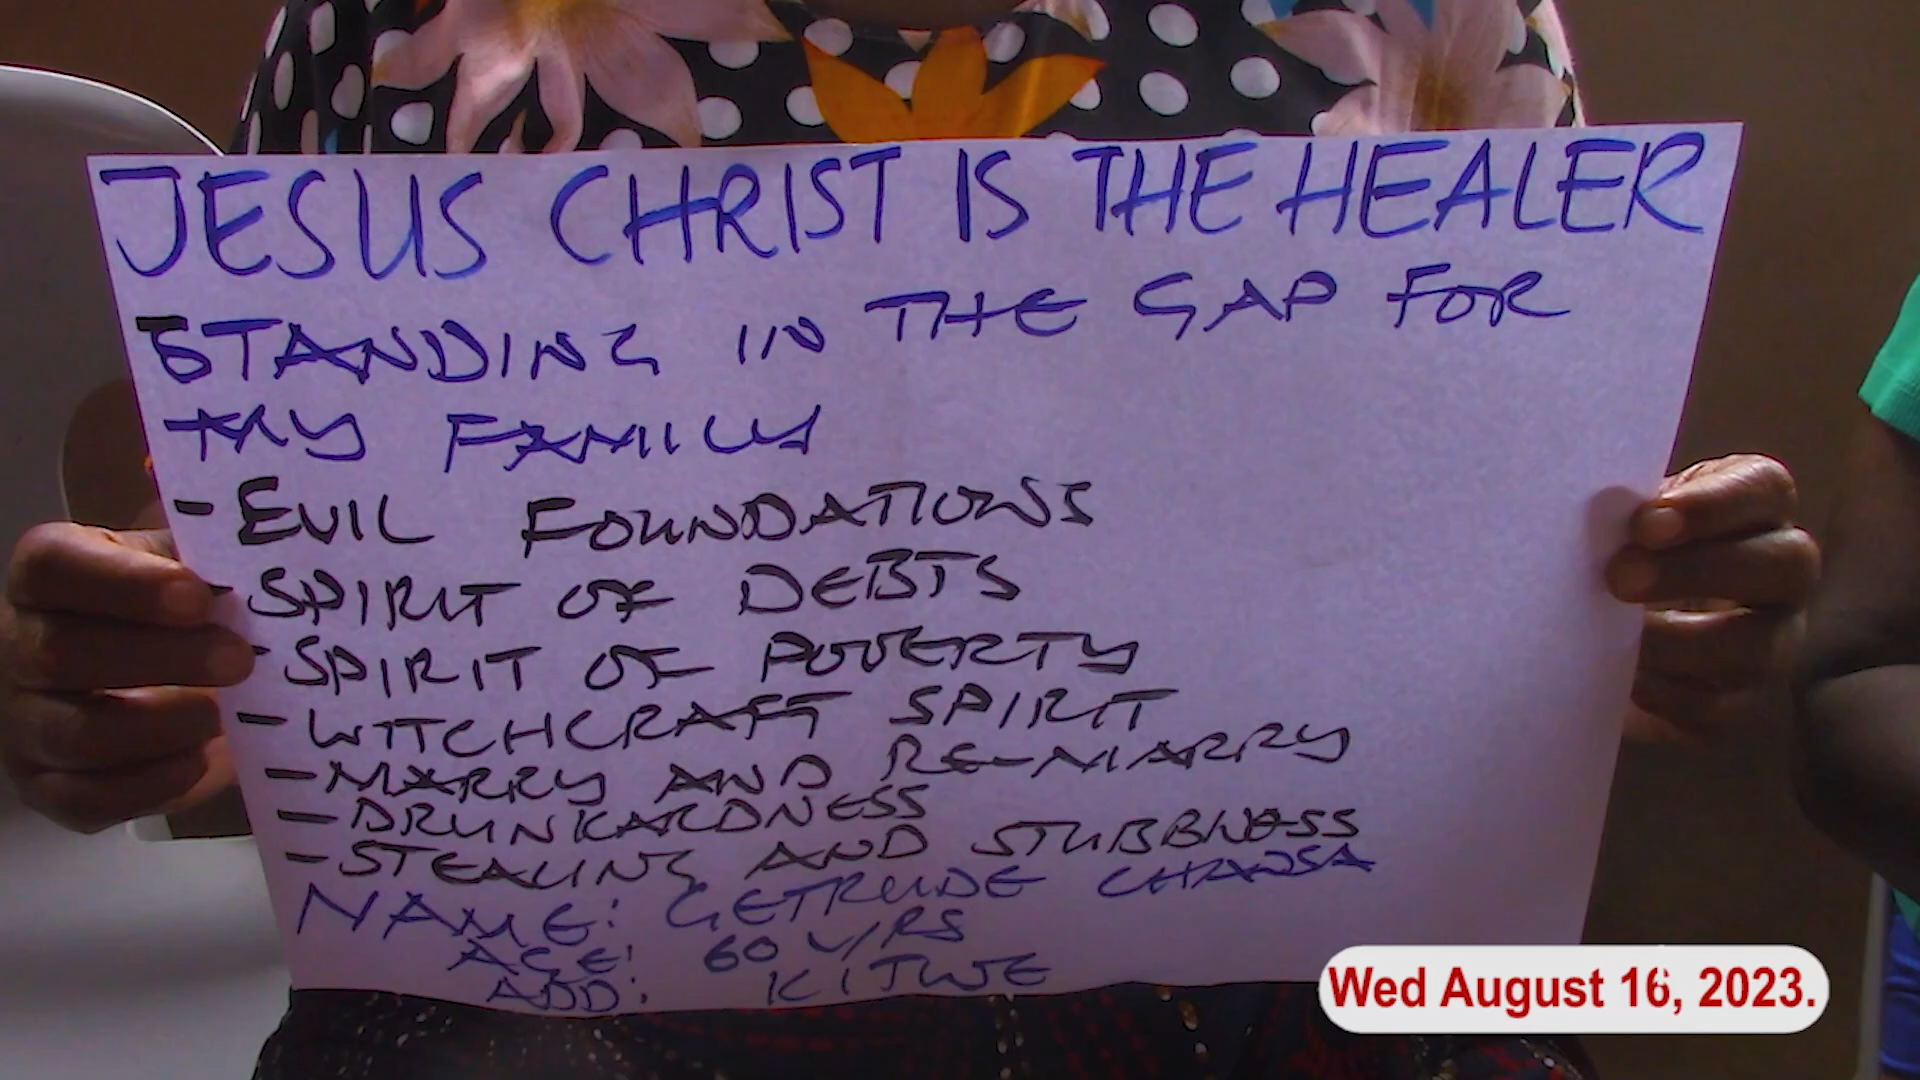 JESUS CHRIST IS THE HEALER
STANDING IN THE GAP FOR
MY FAMILY
- EVIL FOUNDATIONS
- SPIRIT OF DEBTS
- SPIRIT OF POVERTY
- WITCHCRAFT SPIRIT
- MARRY AND RE-MARRY
- DRUNKARDNESS
- STEALING AND STUBBNESS
NAME: GETRUDE CHANSA
AGE: 60 YRS
ADD: KITWE
Wed August 16, 2023.